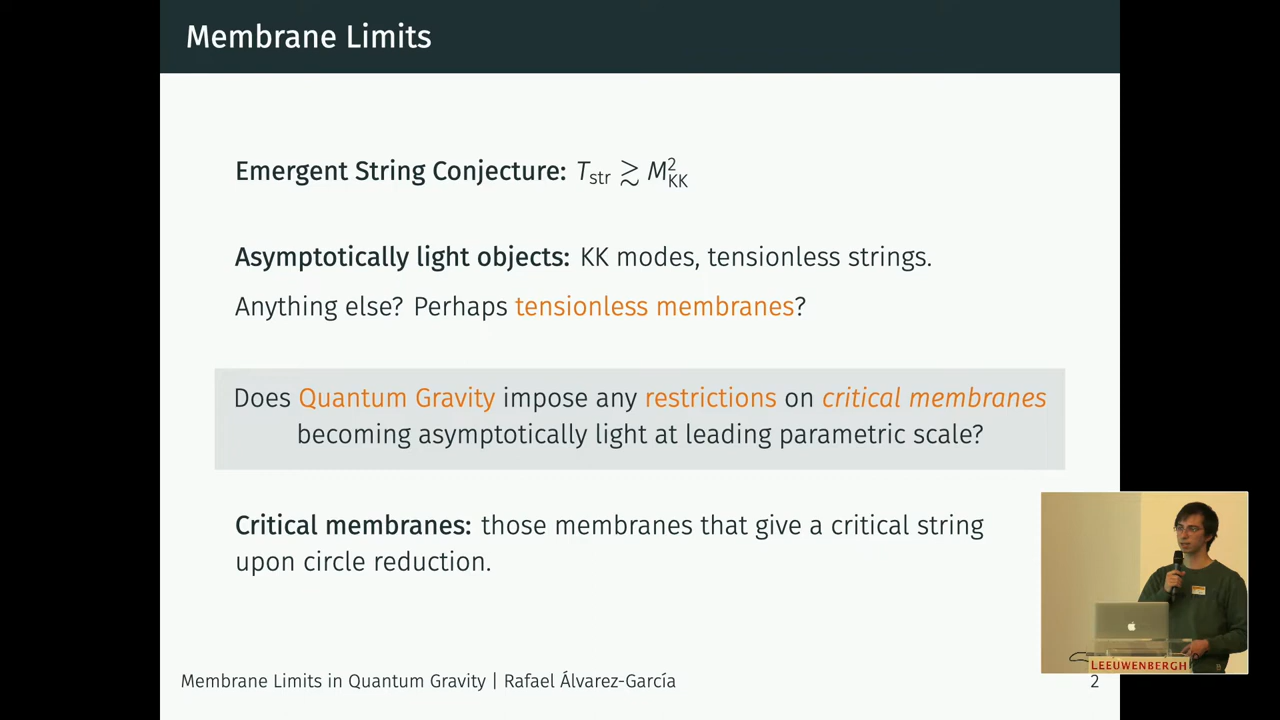 Membrane Limits
Emergent String Conjecture: T_str ≳ M²_KK
Asymptotically light objects: KK modes, tensionless strings.
Anything else? Perhaps tensionless membranes?
Does Quantum Gravity impose any restrictions on critical membranes
becoming asymptotically light at leading parametric scale?
Critical membranes: those membranes that give a critical string
upon circle reduction.
LEEUWENBERGH
Membrane Limits in Quantum Gravity | Rafael Álvarez-García
2